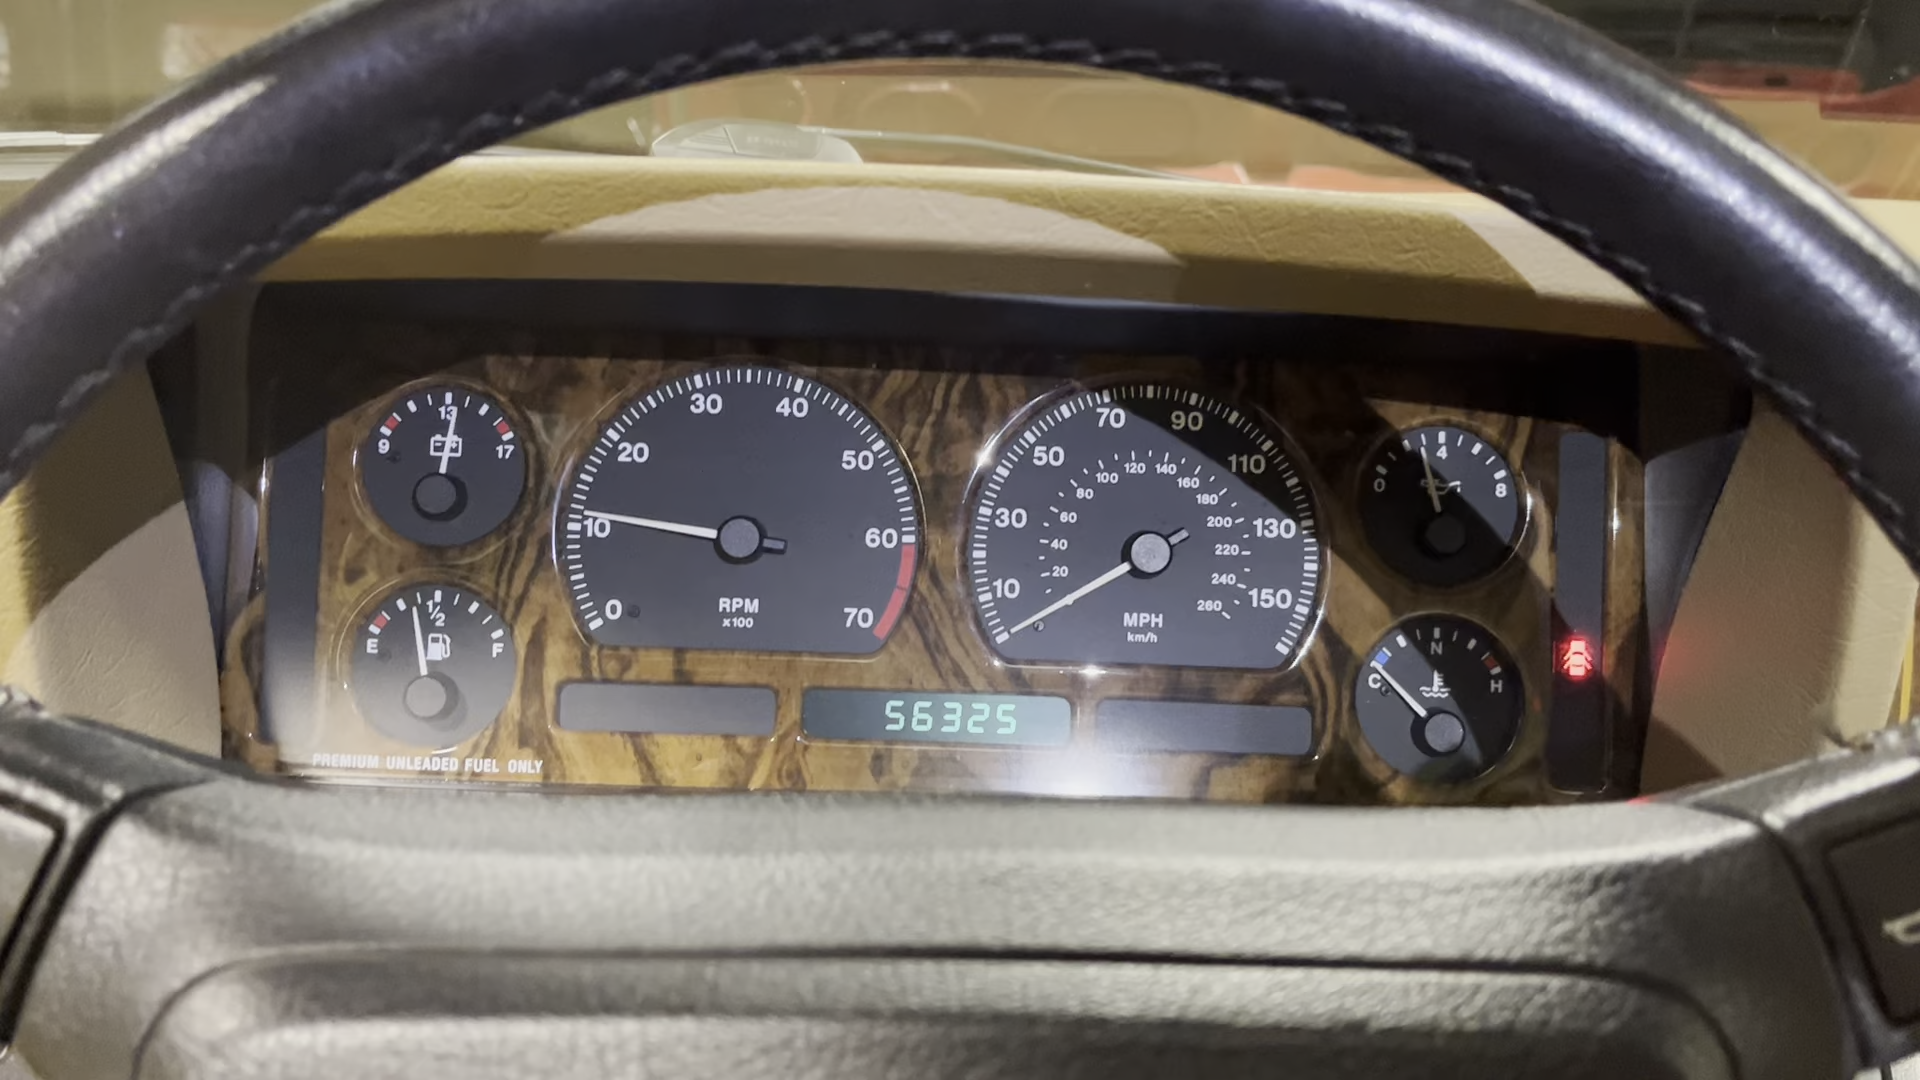 9 13 17
E 1/2 F
PREMIUM UNLEADED FUEL ONLY
0 10 20 30 40 50 60 70
RPM
x100
10 30 50 70 90 110 130 150
20 40 60 80 100 120 140 160 180 200 220 240 260
MPH
km/h
56325
0 4 8
C N H